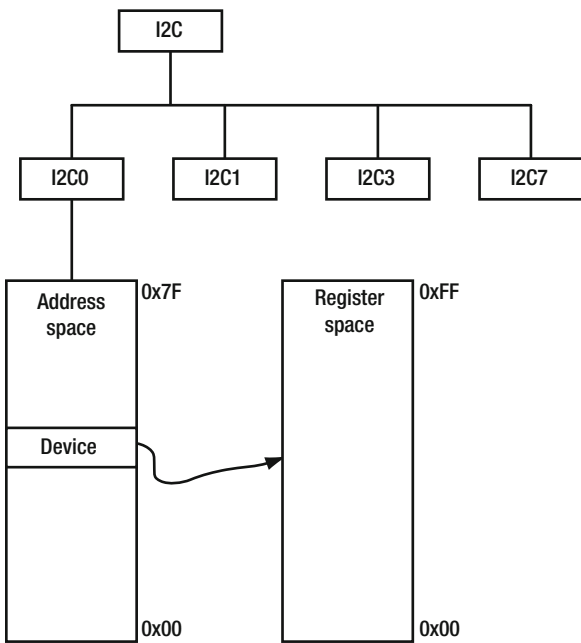 I2C
I2C0
I2C1
I2C3
I2C7
Address
space
0x7F
Register
space
0xFF
Device
0x00
0x00